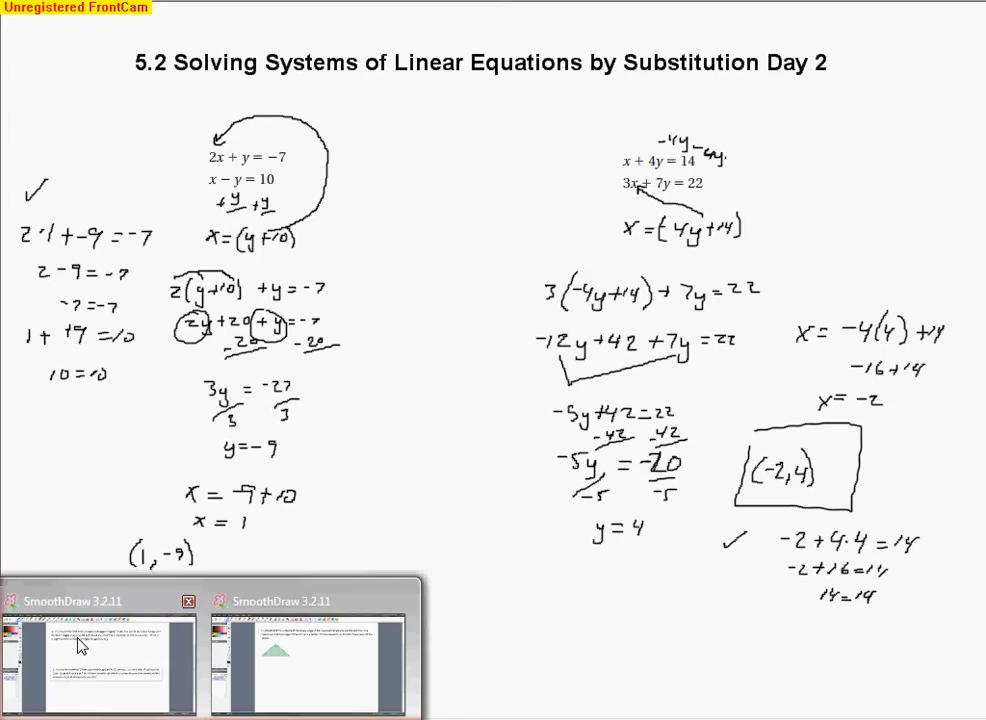 Unregistered FrontCam
5.2 Solving Systems of Linear Equations by Substitution Day 2
2x + y = -7
x - y = 10
+y +y
x = (y+10)
2(y+10) + y = -7
2y + 20 + y = -7
-20 -20
3y = -27
3 3
y = -9
x = -9 + 10
x = 1
(1, -9)
✓
2·1 + -9 = -7
2 - 9 = -7
-7 = -7
1 + +9 = 10
10 = 10
-4y -4y
x + 4y = 14
3x + 7y = 22
x = (-4y+14)
3(-4y+14) + 7y = 22
-12y + 42 + 7y = 22
-5y + 42 = 22
-42 -42
-5y = -20
-5 -5
y = 4
x = -4(4) + 14
-16 + 14
x = -2
(-2, 4)
✓ -2 + 4·4 = 14
-2 + 16 = 14
14 = 14
SmoothDraw 3.2.11
SmoothDraw 3.2.11